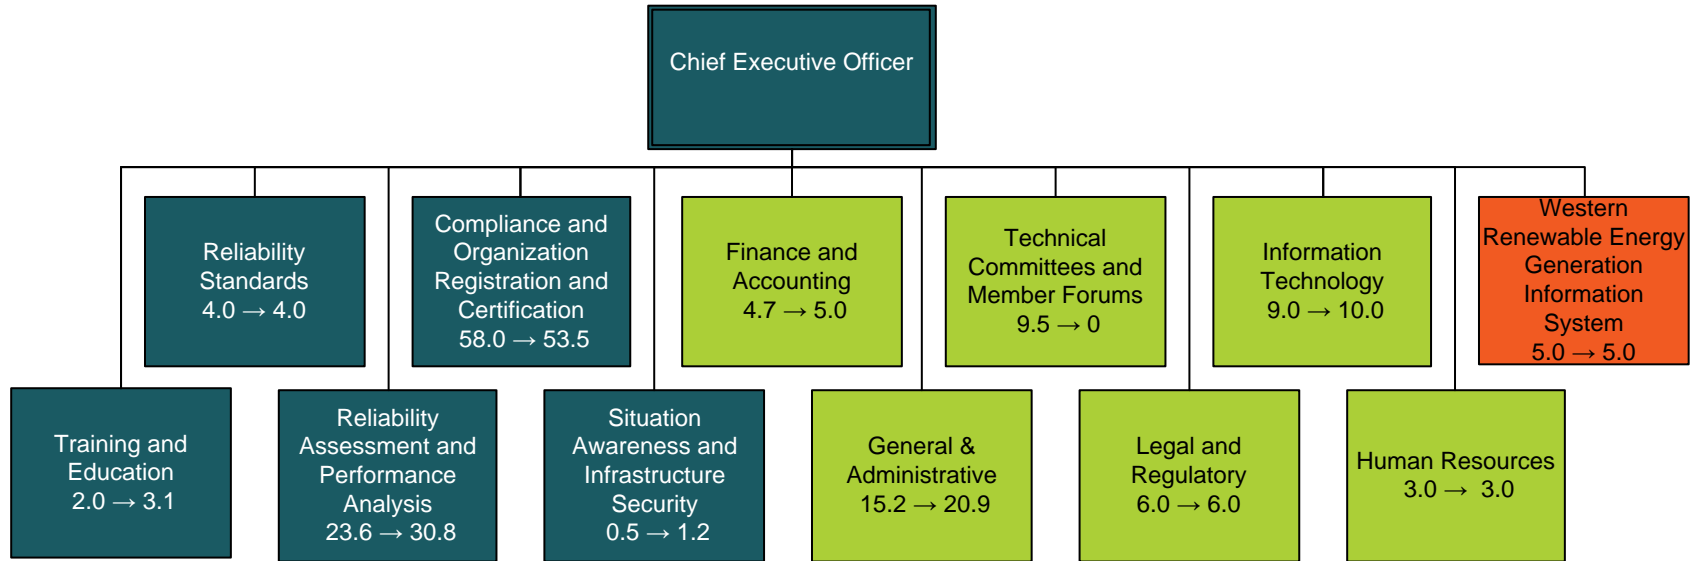 Chief Executive Officer
Reliability
Standards
4.0 → 4.0
Compliance and
Organization
Registration and
Certification
58.0 → 53.5
Finance and
Accounting
4.7 → 5.0
Technical
Committees and
Member Forums
9.5 → 0
Information
Technology
9.0 → 10.0
Western
Renewable Energy
Generation
Information
System
5.0 → 5.0
Training and
Education
2.0 → 3.1
Reliability
Assessment and
Performance
Analysis
23.6 → 30.8
Situation
Awareness and
Infrastructure
Security
0.5 → 1.2
General &
Administrative
15.2 → 20.9
Legal and
Regulatory
6.0 → 6.0
Human Resources
3.0 → 3.0